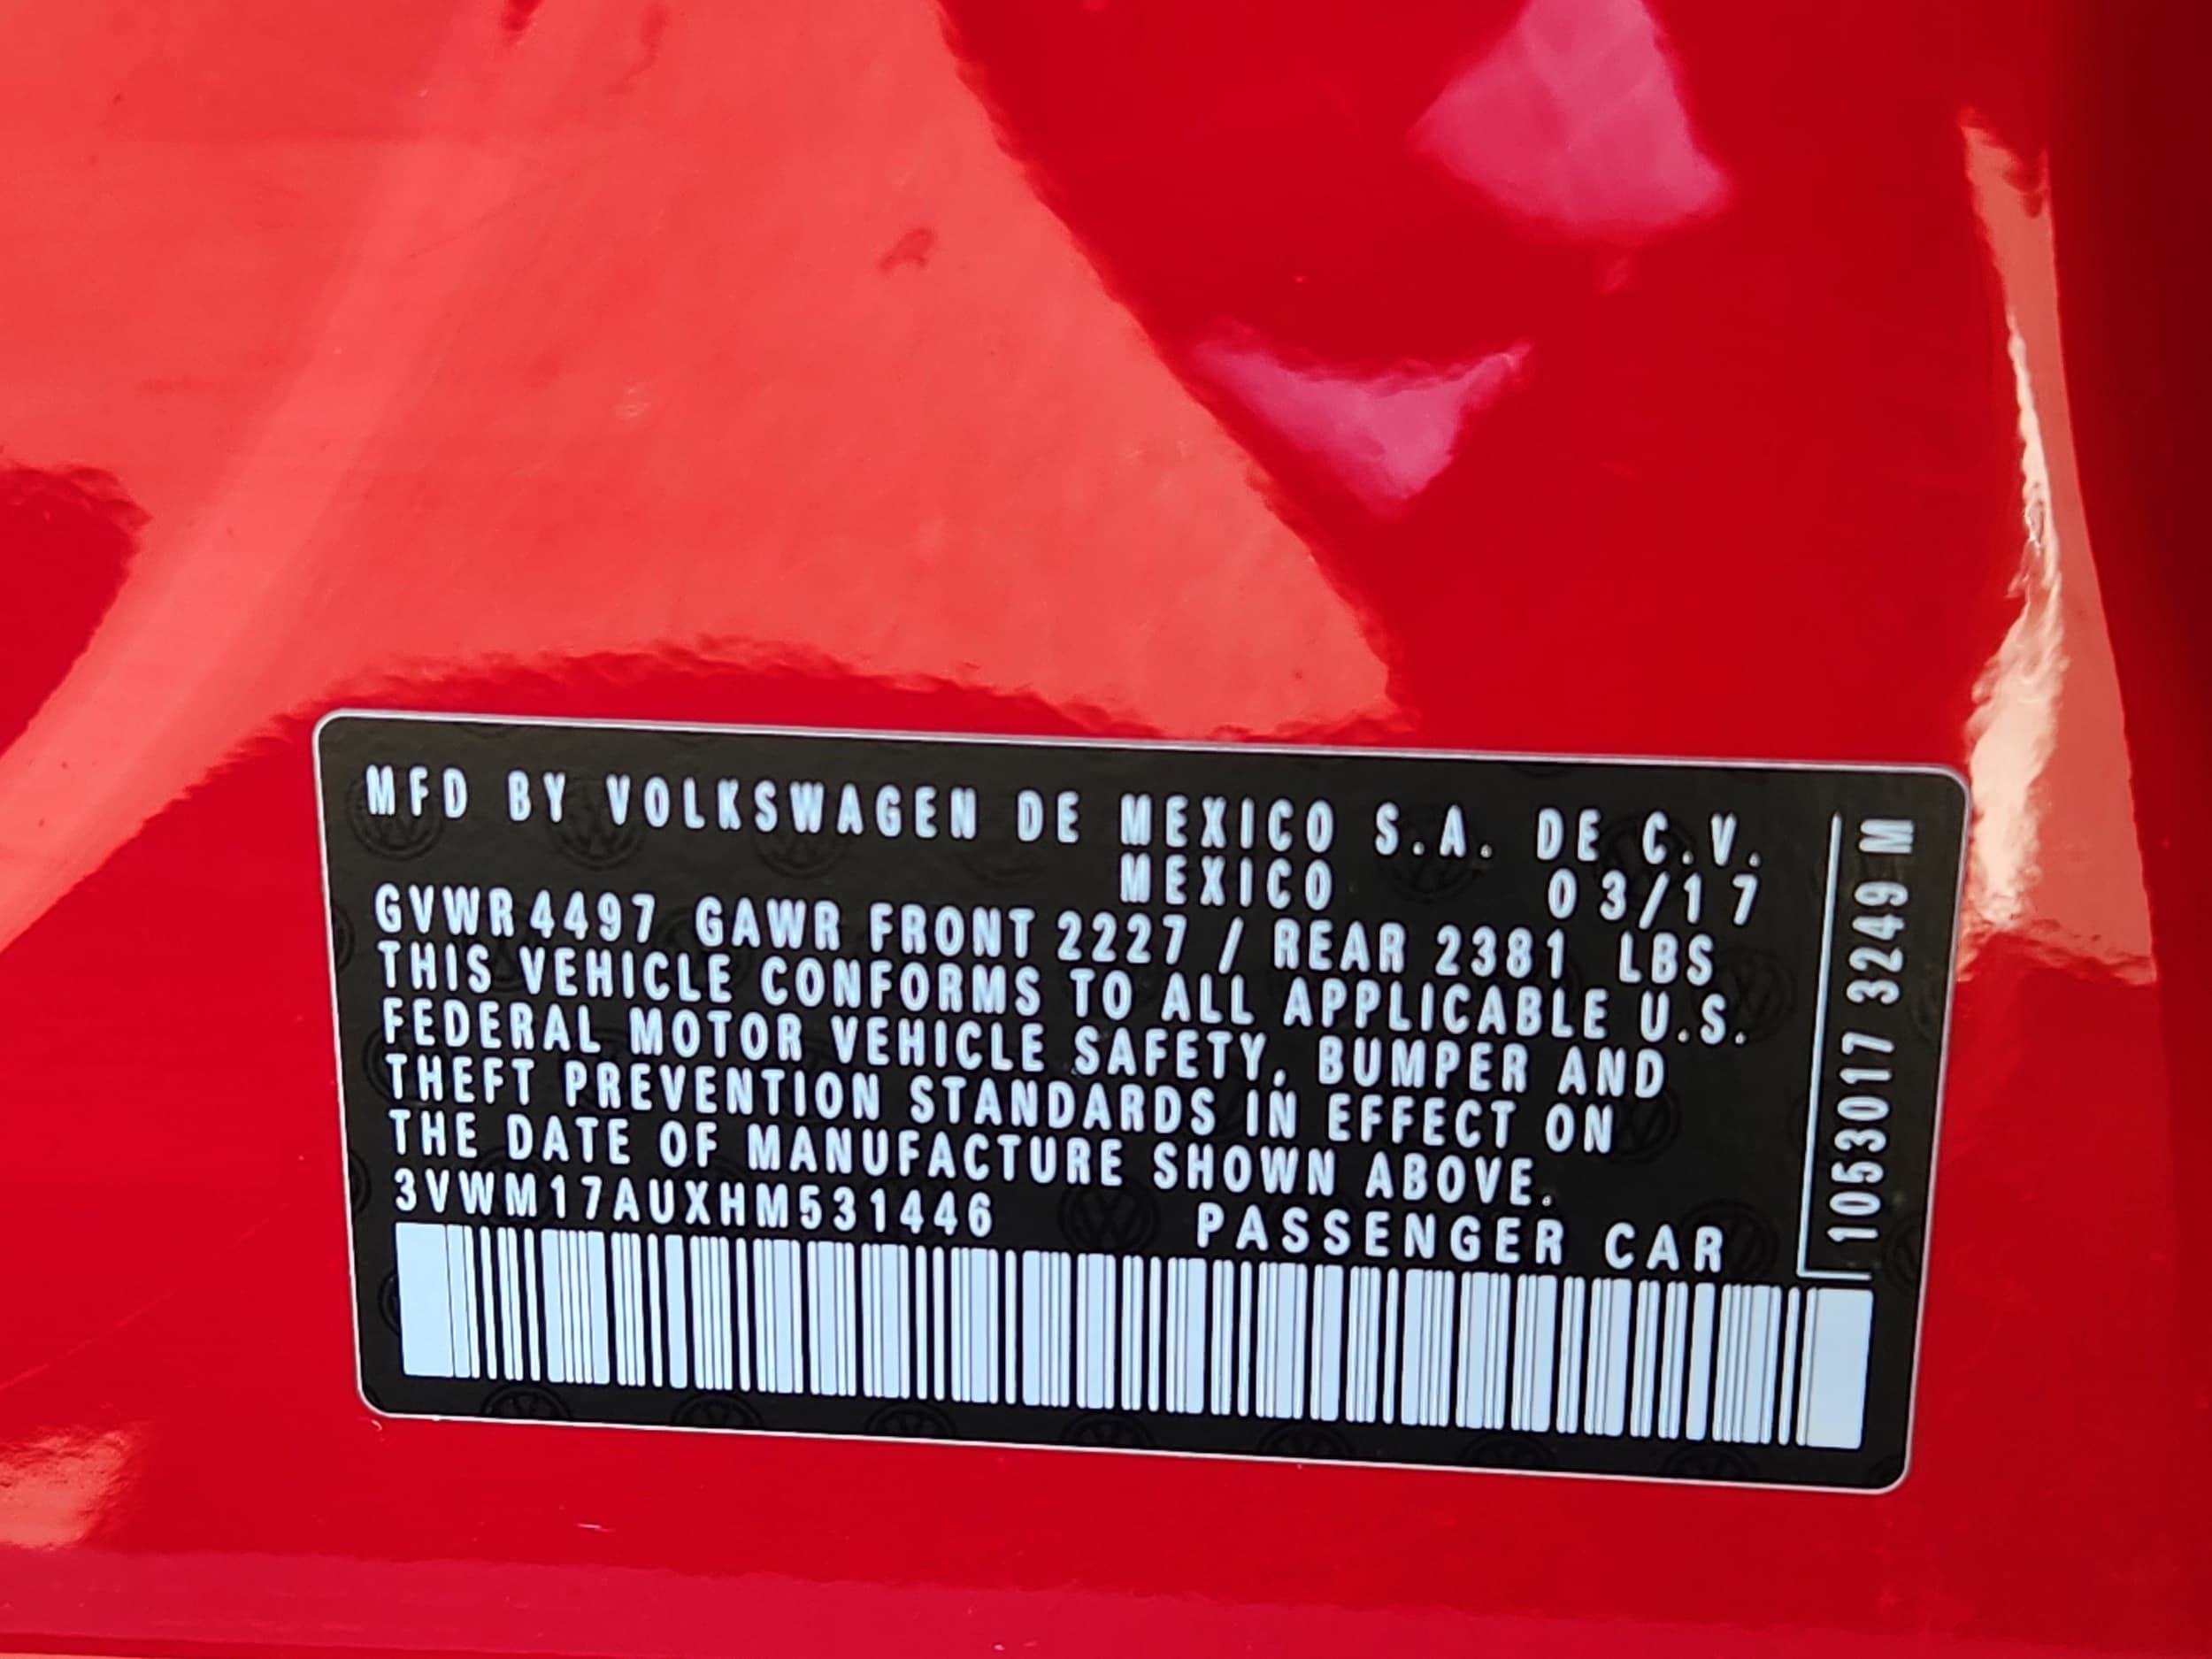 MFD BY VOLKSWAGEN DE MEXICO S.A. DE C.V.
MEXICO 03/17
GVWR 4497 GAWR FRONT 2227 / REAR 2381 LBS
THIS VEHICLE CONFORMS TO ALL APPLICABLE U.S.
FEDERAL MOTOR VEHICLE SAFETY, BUMPER AND
THEFT PREVENTION STANDARDS IN EFFECT ON
THE DATE OF MANUFACTURE SHOWN ABOVE.
3VWM17AUXHM531446 PASSENGER CAR
1053017 3249 M